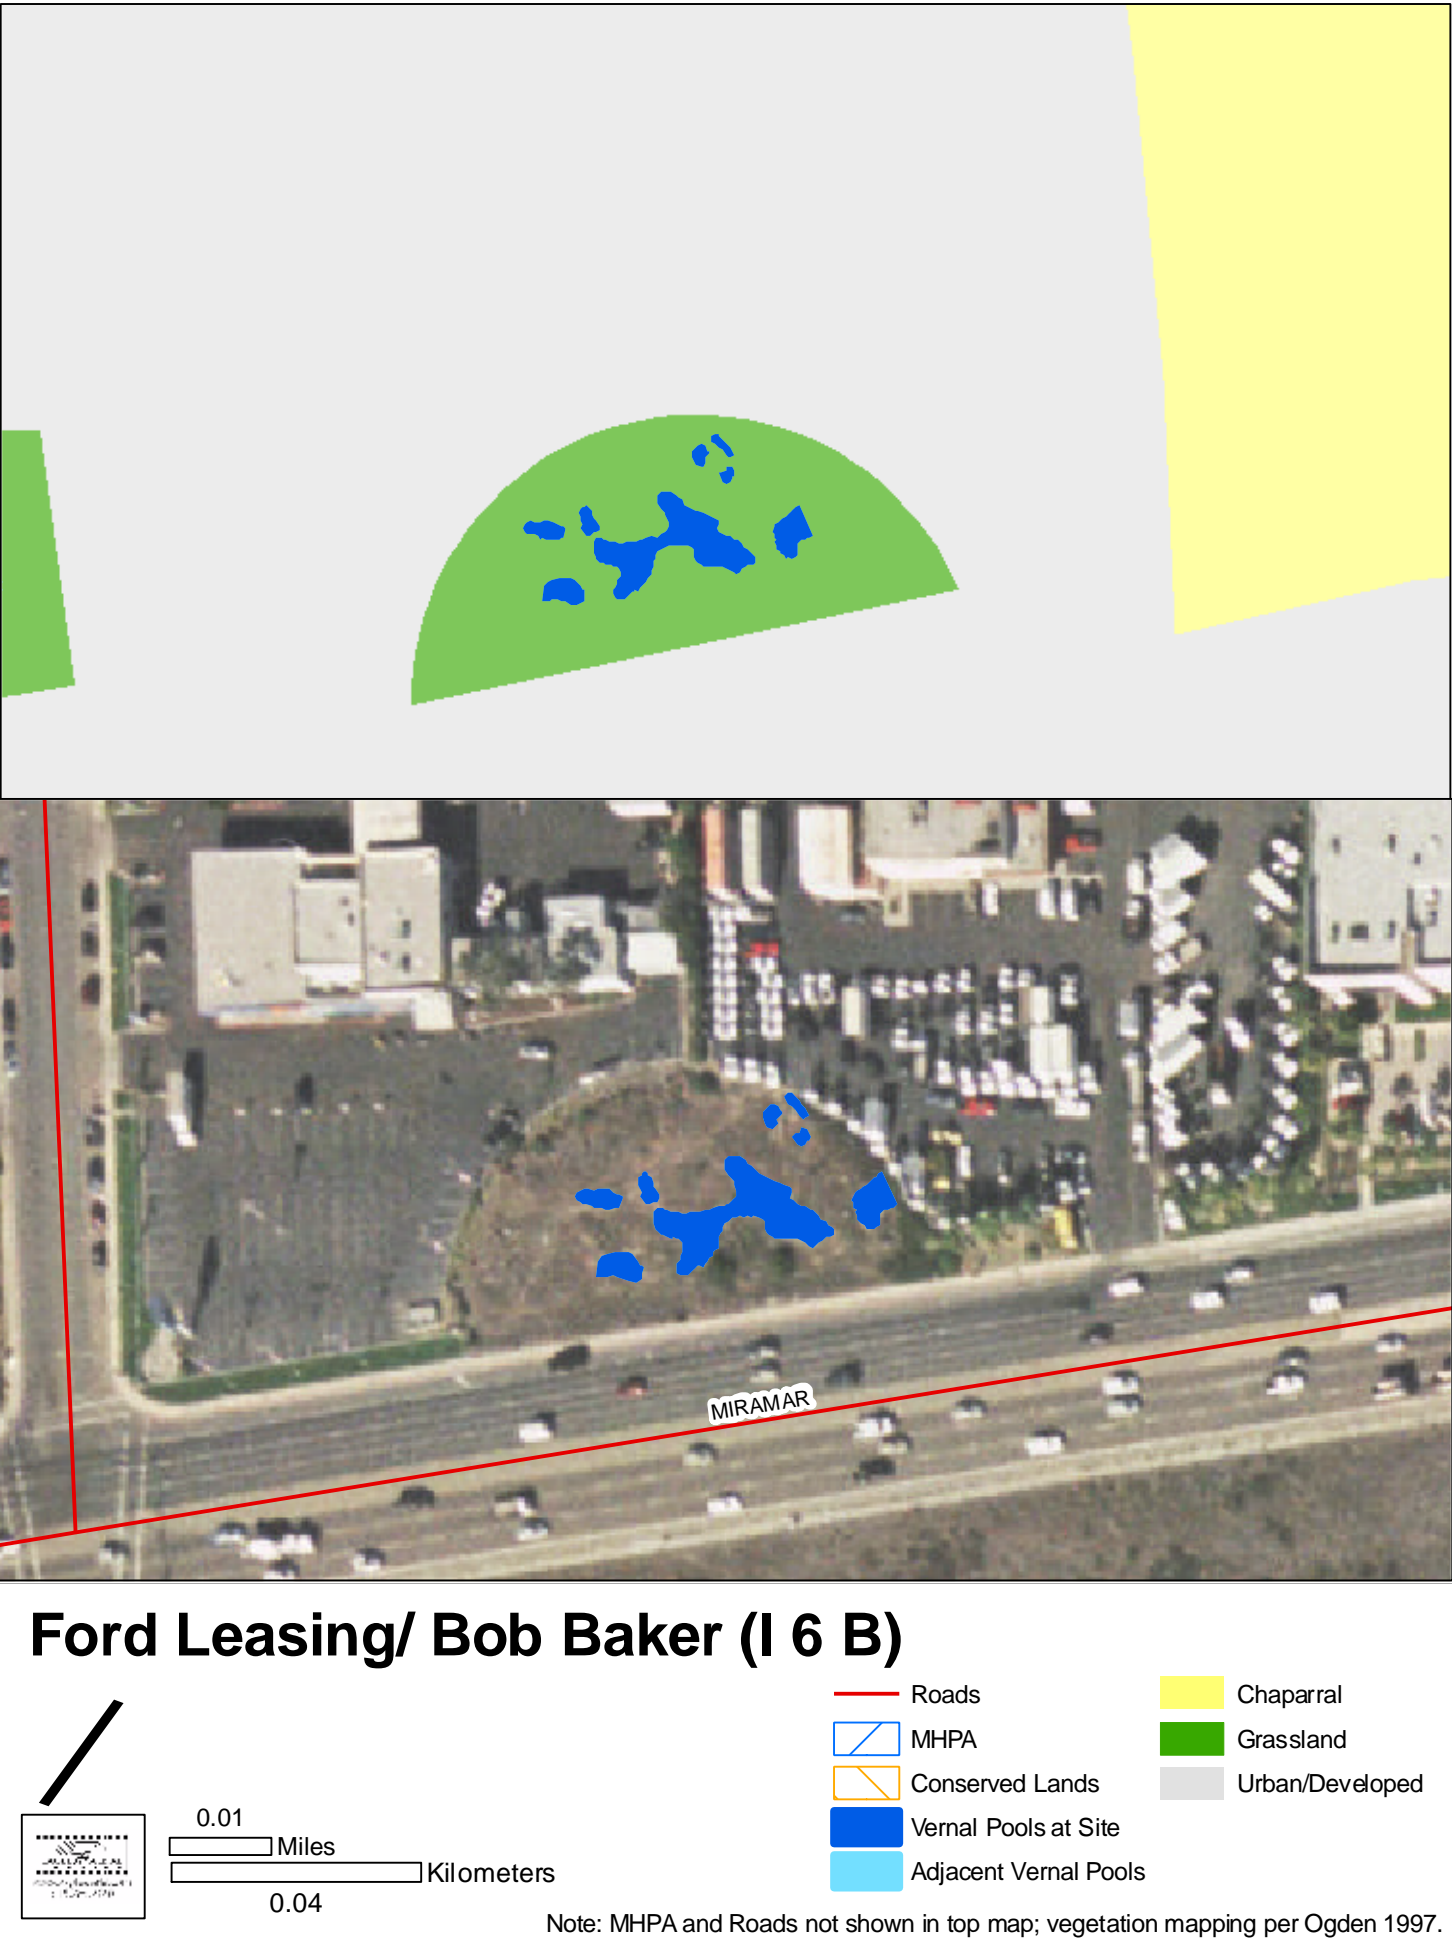 MIRAMAR
Ford Leasing/ Bob Baker (I 6 B)
Roads
MHPA
Conserved Lands
Vernal Pools at Site
Adjacent Vernal Pools
Chaparral
Grassland
Urban/Developed
0.01
Miles
Kilometers
0.04
Note: MHPA and Roads not shown in top map; vegetation mapping per Ogden 1997.